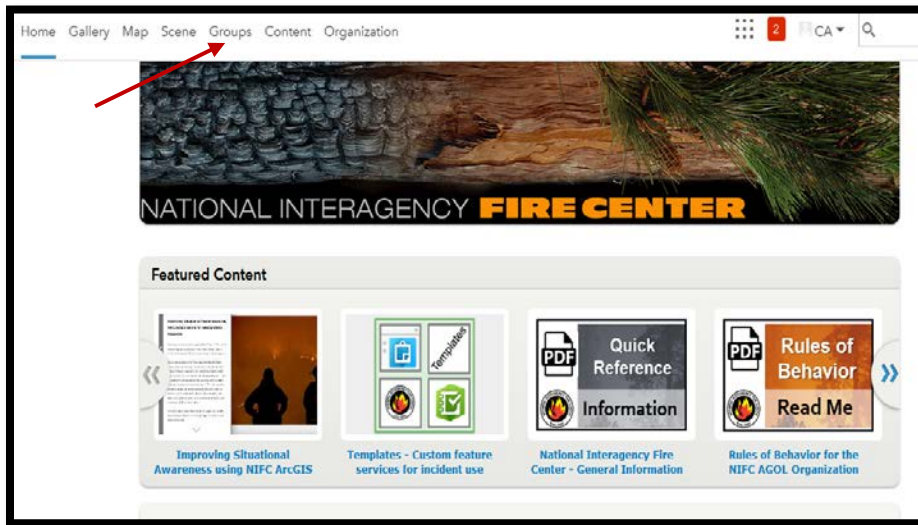 Home Gallery Map Scene Groups Content Organization 2 CA
NATIONAL INTERAGENCY FIRE CENTER
Featured Content
Templates
PDF Quick Reference Information
PDF Rules of Behavior Read Me
Improving Situational Awareness using NIFC ArcGIS
Templates - Custom feature services for incident use
National Interagency Fire Center - General Information
Rules of Behavior for the NIFC AGOL Organization